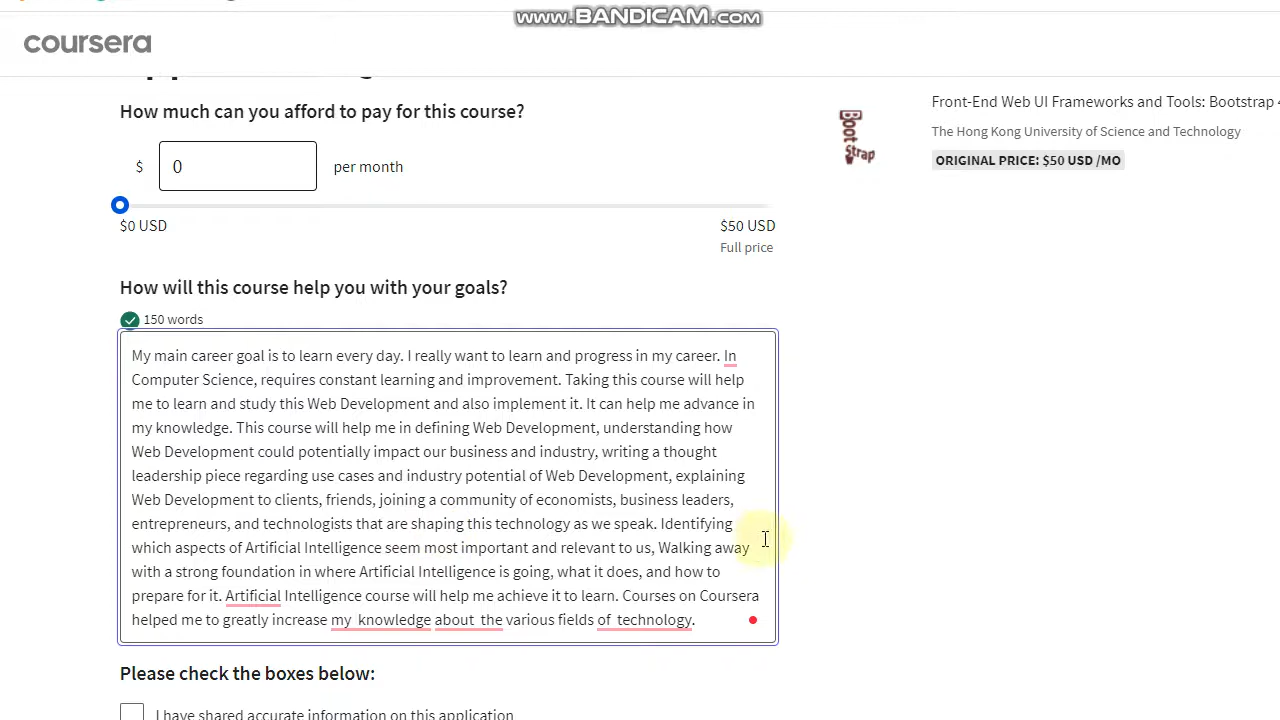 www.BANDICAM.com
coursera
How much can you afford to pay for this course?
$ 0 per month
$0 USD
$50 USD
Full price
Boot
Strap
Front-End Web UI Frameworks and Tools: Bootstrap 4
The Hong Kong University of Science and Technology
ORIGINAL PRICE: $50 USD /MO
How will this course help you with your goals?
150 words
My main career goal is to learn every day. I really want to learn and progress in my career. In
Computer Science, requires constant learning and improvement. Taking this course will help
me to learn and study this Web Development and also implement it. It can help me advance in
my knowledge. This course will help me in defining Web Development, understanding how
Web Development could potentially impact our business and industry, writing a thought
leadership piece regarding use cases and industry potential of Web Development, explaining
Web Development to clients, friends, joining a community of economists, business leaders,
entrepreneurs, and technologists that are shaping this technology as we speak. Identifying
which aspects of Artificial Intelligence seem most important and relevant to us, Walking away
with a strong foundation in where Artificial Intelligence is going, what it does, and how to
prepare for it. Artificial Intelligence course will help me achieve it to learn. Courses on Coursera
helped me to greatly increase my knowledge about the various fields of technology.
Please check the boxes below:
I have shared accurate information on this application